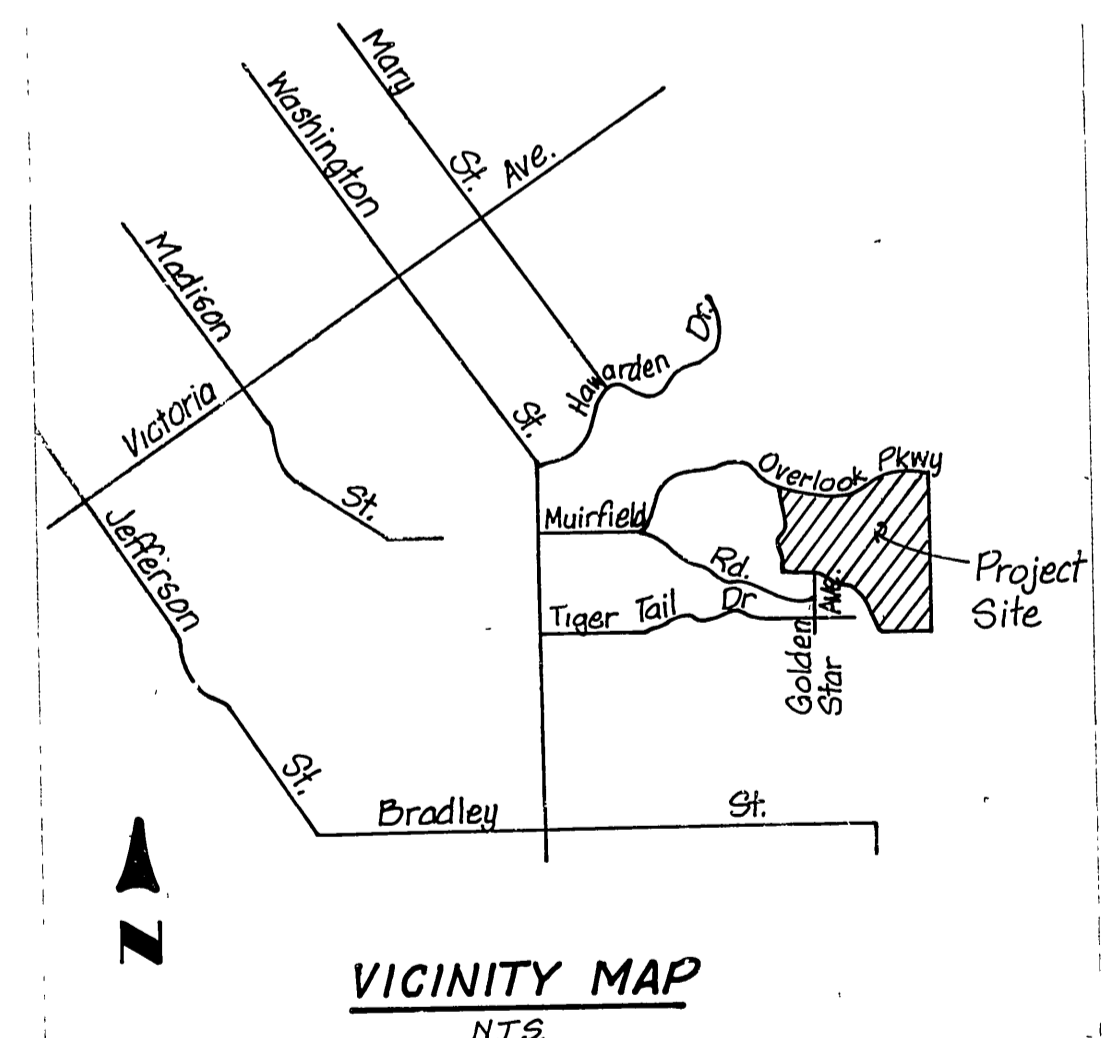 Mary St.
Washington St.
Victoria Ave.
Madison St.
Hawarden Dr.
Overlook Pkwy
Jefferson St.
Muirfield Rd.
Tiger Tail Dr
Golden Star Ave.
Project Site
Bradley St.
N
VICINITY MAP
N.T.S.